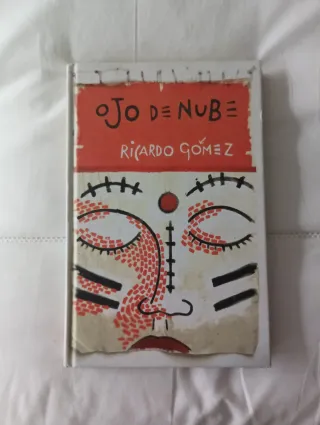 OJO DE NUBE
RICARDO GÓMEZ